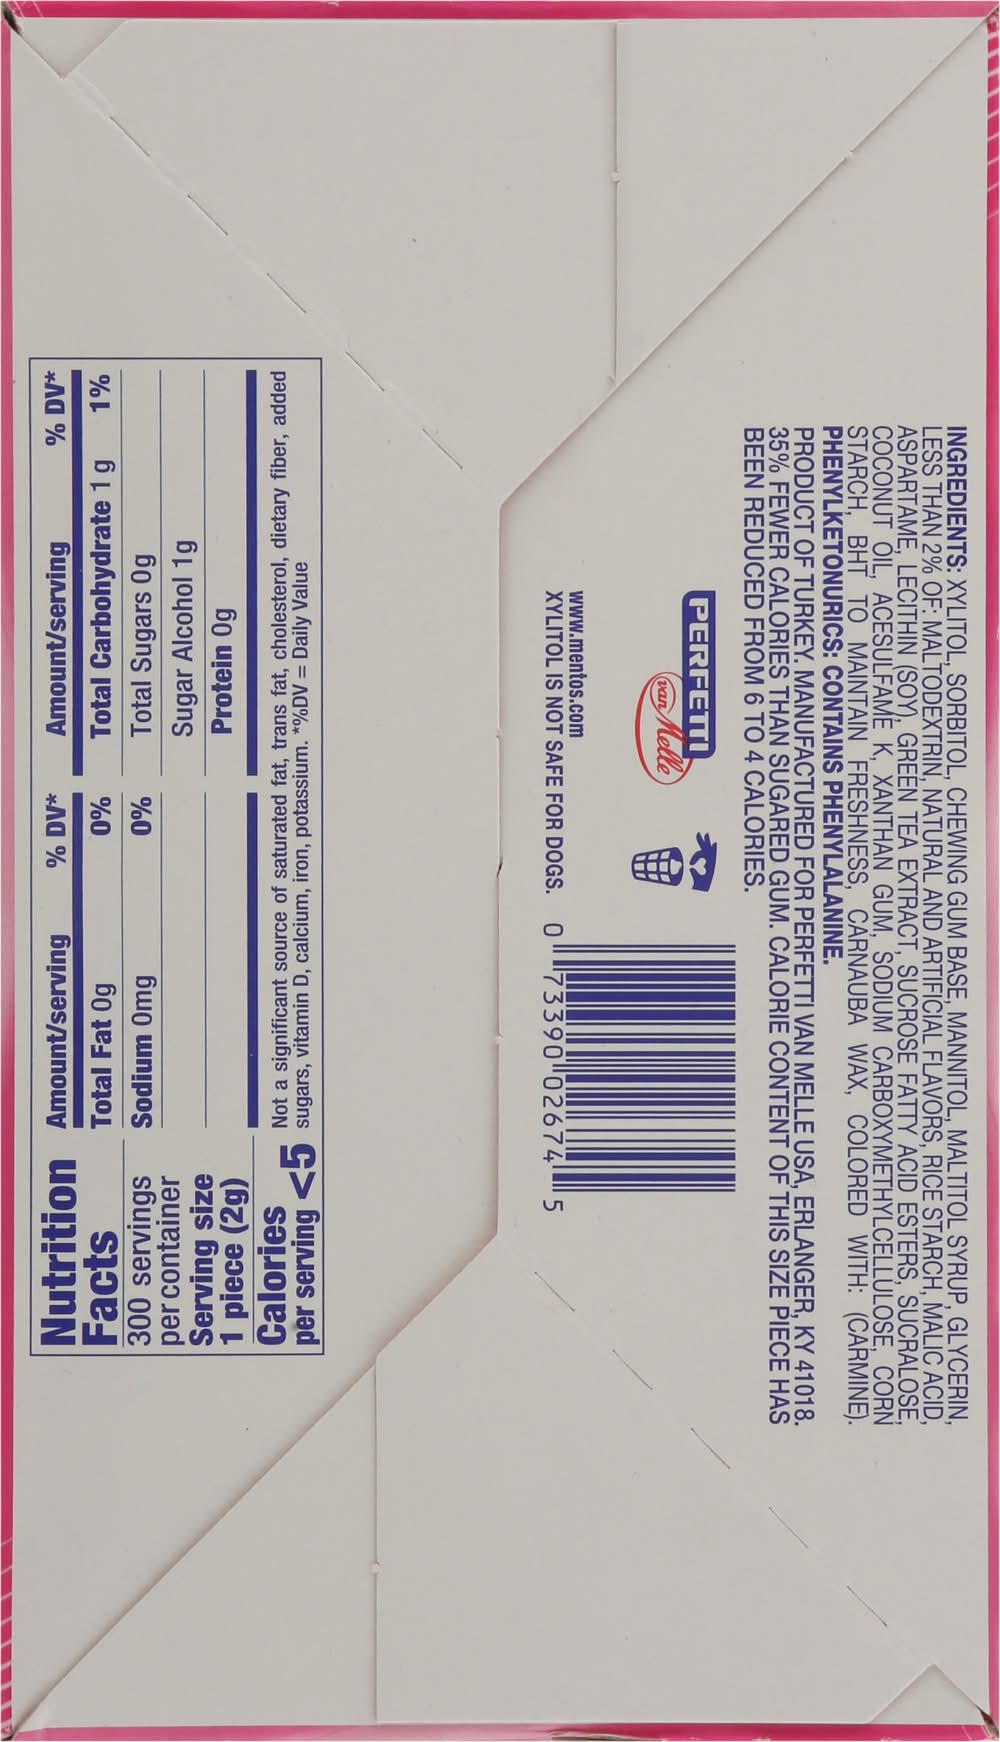 INGREDIENTS: XYLITOL, SORBITOL, CHEWING GUM BASE, MANNITOL, MALTITOL SYRUP, GLYCERIN,
LESS THAN 2% OF: MALTODEXTRIN, NATURAL AND ARTIFICIAL FLAVORS, RICE STARCH, MALIC ACID,
ASPARTAME, LECITHIN (SOY), GREEN TEA EXTRACT, SUCROSE FATTY ACID ESTERS, SUCRALOSE,
COCONUT OIL, ACESULFAME K, XANTHAN GUM, SODIUM CARBOXYMETHYLCELLULOSE, CORN
STARCH, BHT TO MAINTAIN FRESHNESS, CARNAUBA WAX, COLORED WITH: (CARMINE).
PHENYLKETONURICS: CONTAINS PHENYLALANINE.
PRODUCT OF TURKEY. MANUFACTURED FOR PERFETTI VAN MELLE USA, ERLANGER, KY 41018.
35% FEWER CALORIES THAN SUGARED GUM. CALORIE CONTENT OF THIS SIZE PIECE HAS
BEEN REDUCED FROM 6 TO 4 CALORIES.
PERFETTI
van Melle
www.mentos.com
XYLITOL IS NOT SAFE FOR DOGS.
0 73390 02674 5
Nutrition
Facts
300 servings
per container
Serving size
1 piece (2g)
Calories
per serving <5
Amount/serving % DV*
Total Fat 0g 0%
Sodium 0mg 0%
Amount/serving % DV*
Total Carbohydrate 1 g 1%
Total Sugars 0g
Sugar Alcohol 1g
Protein 0g
Not a significant source of saturated fat, trans fat, cholesterol, dietary fiber, added
sugars, vitamin D, calcium, iron, potassium. *%DV = Daily Value